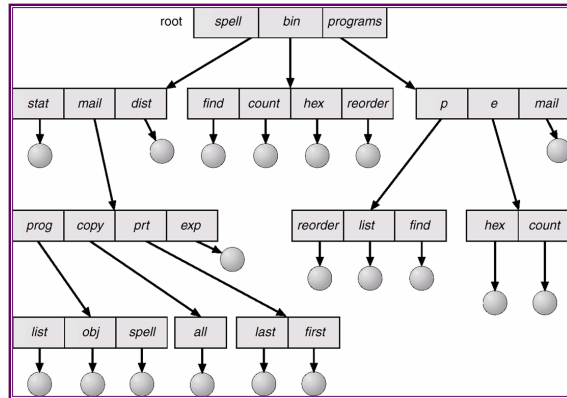 root spell bin programs
stat mail dist find count hex reorder p e mail
prog copy prt exp reorder list find hex count
list obj spell all last first